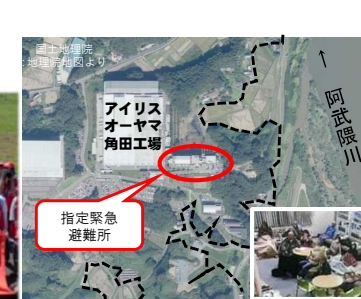 国土地理院
地理院地図より
アイリス
オーヤマ
角田工場
↑
阿武隈川
指定緊急
避難所